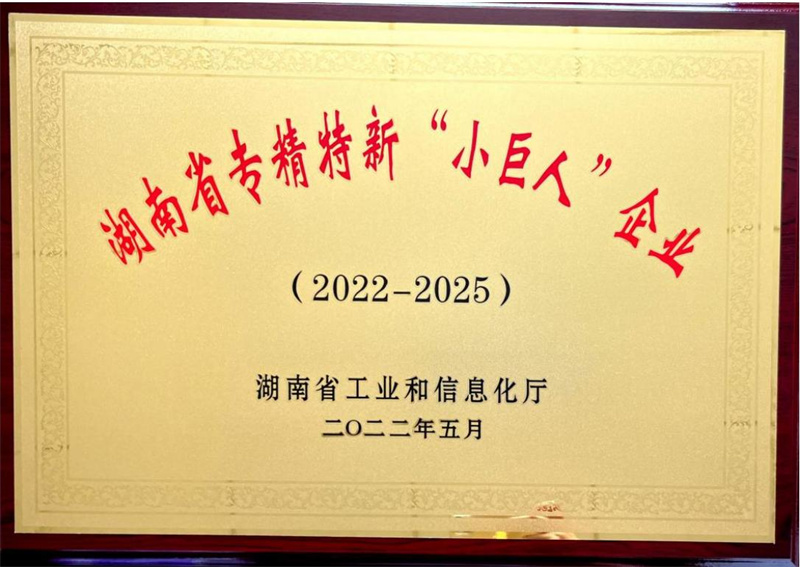 湖南省专精特新“小巨人”企业
（2022-2025）
湖南省工业和信息化厅
二〇二二年五月